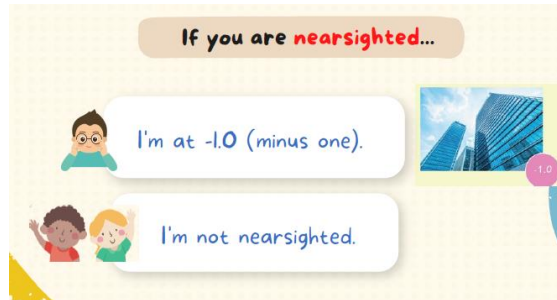 If you are nearsighted...
I'm at -1.0 (minus one).
-1.0
I'm not nearsighted.